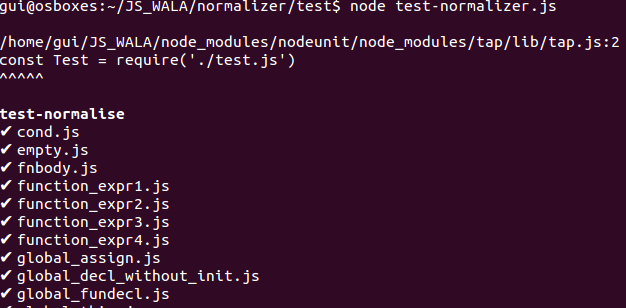 gui@osboxes:~/JS_WALA/normalizer/test$ node test-normalizer.js
/home/gui/JS_WALA/node_modules/nodeunit/node_modules/tap/lib/tap.js:2
const Test = require('./test.js')
^^^^^
test-normalise
✔ cond.js
✔ empty.js
✔ fnbody.js
✔ function_expr1.js
✔ function_expr2.js
✔ function_expr3.js
✔ function_expr4.js
✔ global_assign.js
✔ global_decl_without_init.js
✔ global_fundecl.js